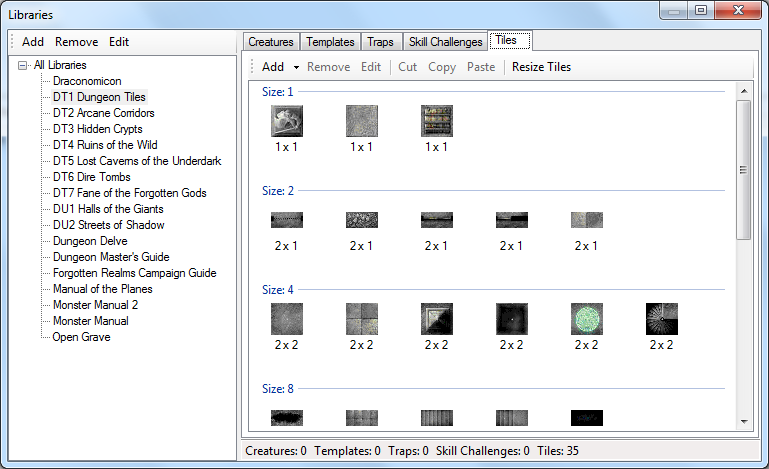 Libraries
Add Remove Edit
All Libraries
Draconomicon
DT1 Dungeon Tiles
DT2 Arcane Corridors
DT3 Hidden Crypts
DT4 Ruins of the Wild
DT5 Lost Caverns of the Underdark
DT6 Dire Tombs
DT7 Fane of the Forgotten Gods
DU1 Halls of the Giants
DU2 Streets of Shadow
Dungeon Delve
Dungeon Master's Guide
Forgotten Realms Campaign Guide
Manual of the Planes
Monster Manual 2
Monster Manual
Open Grave
Creatures Templates Traps Skill Challenges Tiles
Add Remove Edit Cut Copy Paste Resize Tiles
Size: 1
1 x 1 1 x 1 1 x 1
Size: 2
2 x 1 2 x 1 2 x 1 2 x 1 2 x 1
Size: 4
2 x 2 2 x 2 2 x 2 2 x 2 2 x 2 2 x 2
Size: 8
Creatures: 0 Templates: 0 Traps: 0 Skill Challenges: 0 Tiles: 35